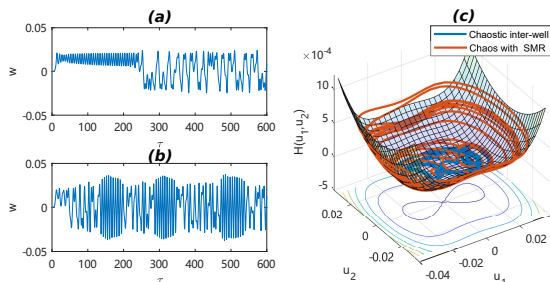 (a)
0.05
0
-0.05
w
0 100 200 300 400 500 600
τ
(b)
0.05
0
-0.05
w
0 100 200 300 400 500 600
τ
(c)
Chaostic inter-well
Chaos with SMR
×10⁻⁴
10
5
0
-5
H(u₁,u₂)
0.02
0
-0.02
u₂
-0.04
-0.02
0
0.02
u₁